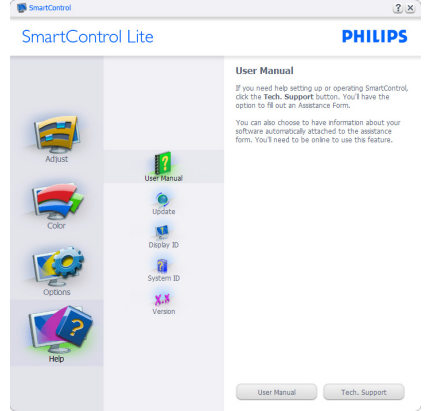 SmartControl
? X
SmartControl Lite
PHILIPS
Adjust
Color
Options
Help
User Manual
Update
Display ID
System ID
X.X
Version
User Manual
If you need help setting up or operating SmartControl,
click the Tech. Support button. You'll have the
option to fill out an Assistance Form.
You can also choose to have information about your
software automatically attached to the assistance
form. You'll need to be online to use this feature.
User Manual
Tech. Support